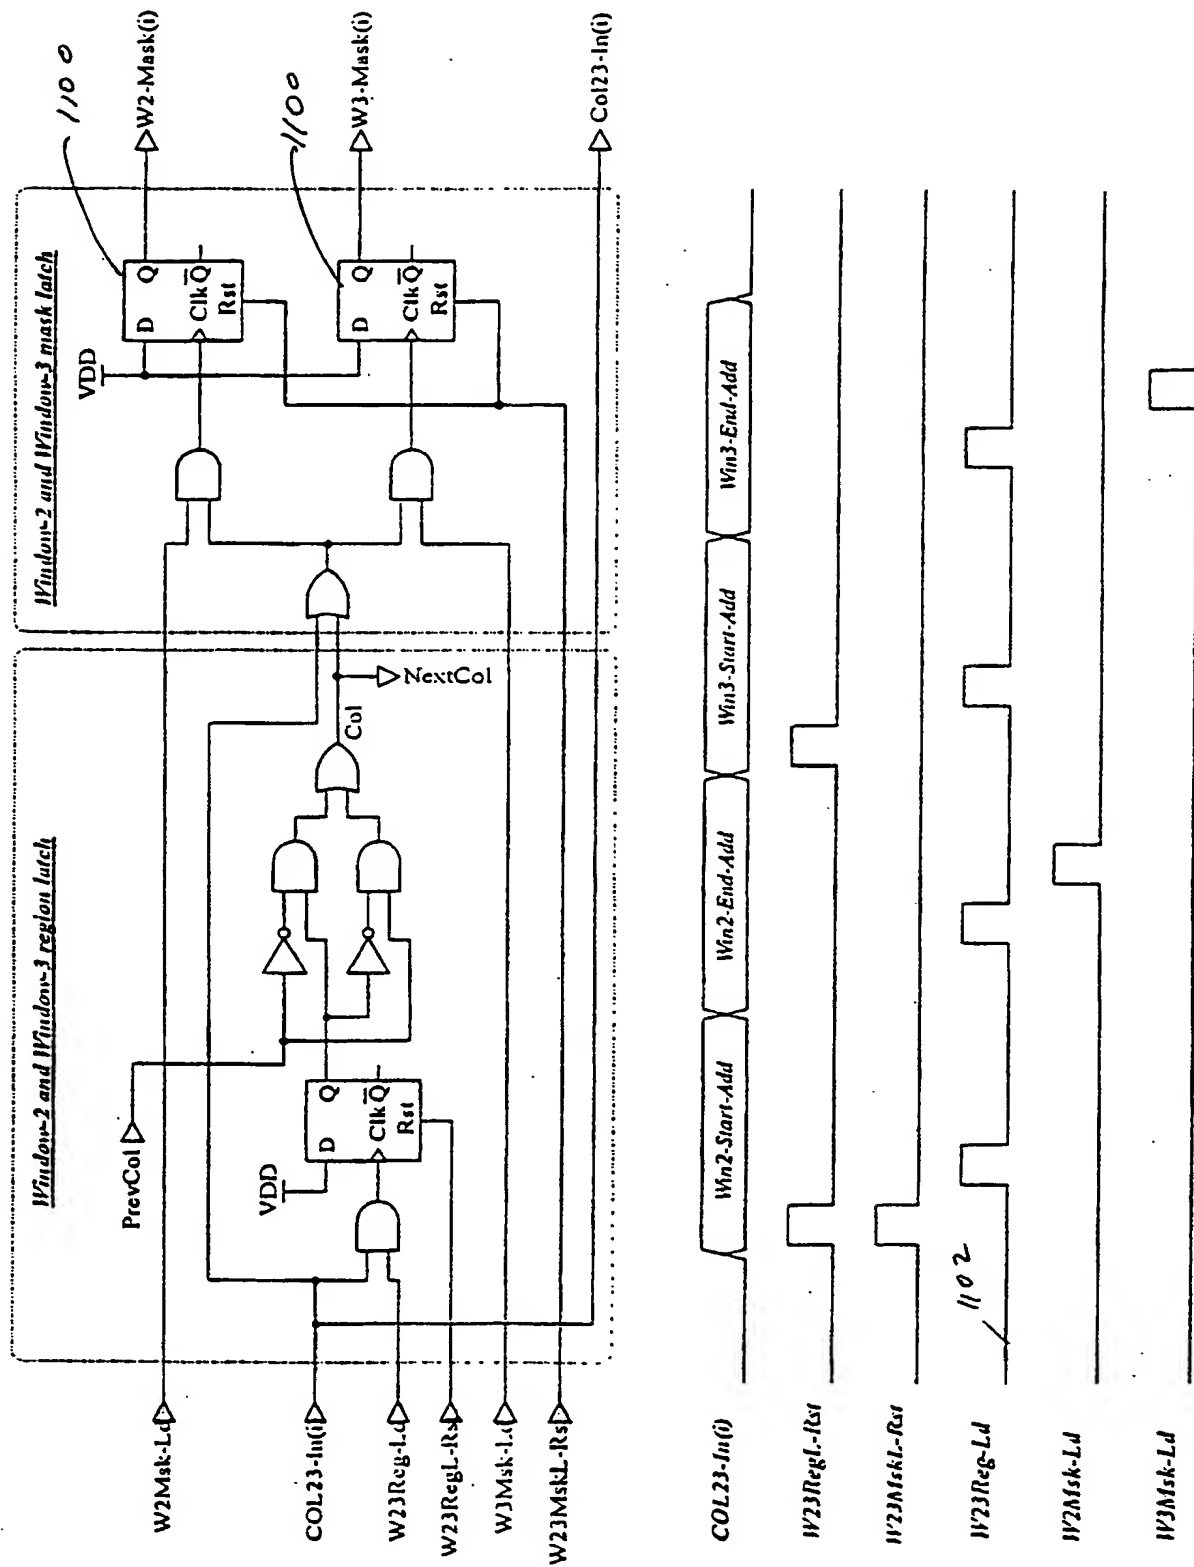 Window-2 and Window-3 region latch
Window-2 and Window-3 mask latch
W2Msk-Ld
COL23-In(i)
W23Reg-Ld
W23RegL-Rst
W3Msk-Ld
W23MskL-Rst
PrevCol
VDD
D
Q
Clk
Q
Rst
Col
NextCol
VDD
D
Q
Clk
Q
Rst
D
Q
Clk
Q
Rst
1100
1100
W2-Mask(i)
W3-Mask(i)
Col23-In(i)
COL23-In(i)
Win2-Start-Add
Win2-End-Add
Win3-Start-Add
Win3-End-Add
W23RegL-Rst
W23MskL-Rst
W23Reg-Ld
1102
W2Msk-Ld
W3Msk-Ld